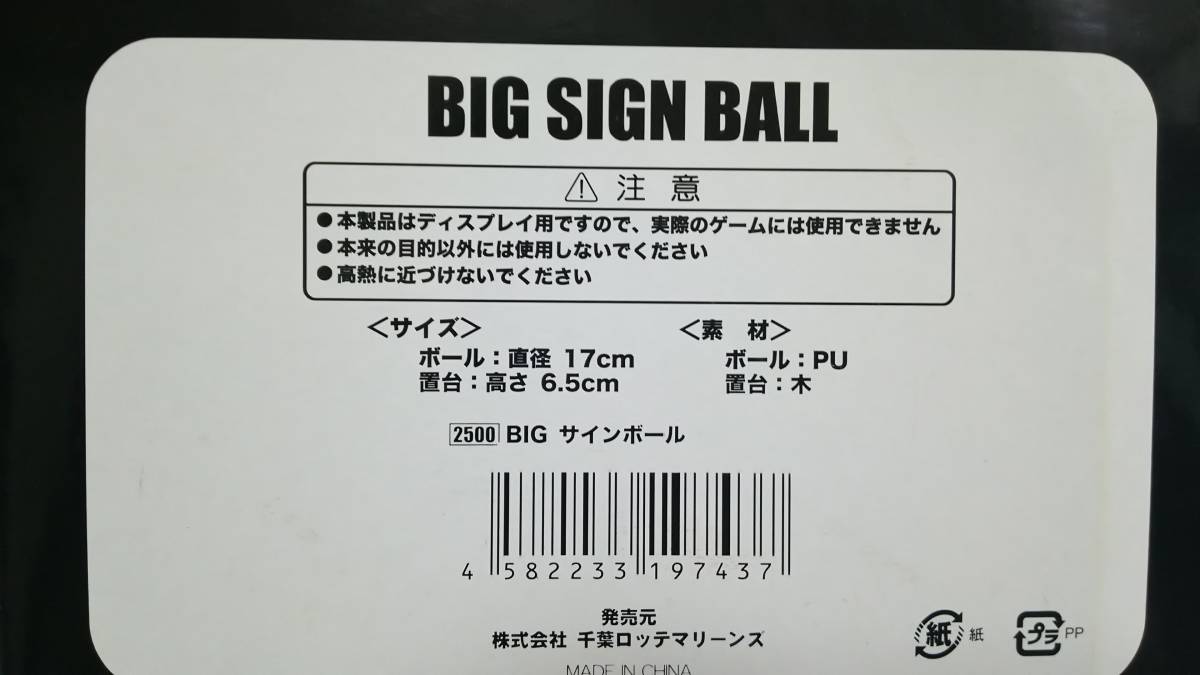 BIG SIGN BALL
⚠ 注 意
●本製品はディスプレイ用ですので、実際のゲームには使用できません
●本来の目的以外には使用しないでください
●高熱に近づけないでください
＜サイズ＞
ボール：直径 17cm
置台：高さ 6.5cm
＜素 材＞
ボール：PU
置台：木
2500 BIG サインボール
4 582233 197437
発売元
株式会社 千葉ロッテマリーンズ
MADE IN CHINA
紙 紙
プラ PP